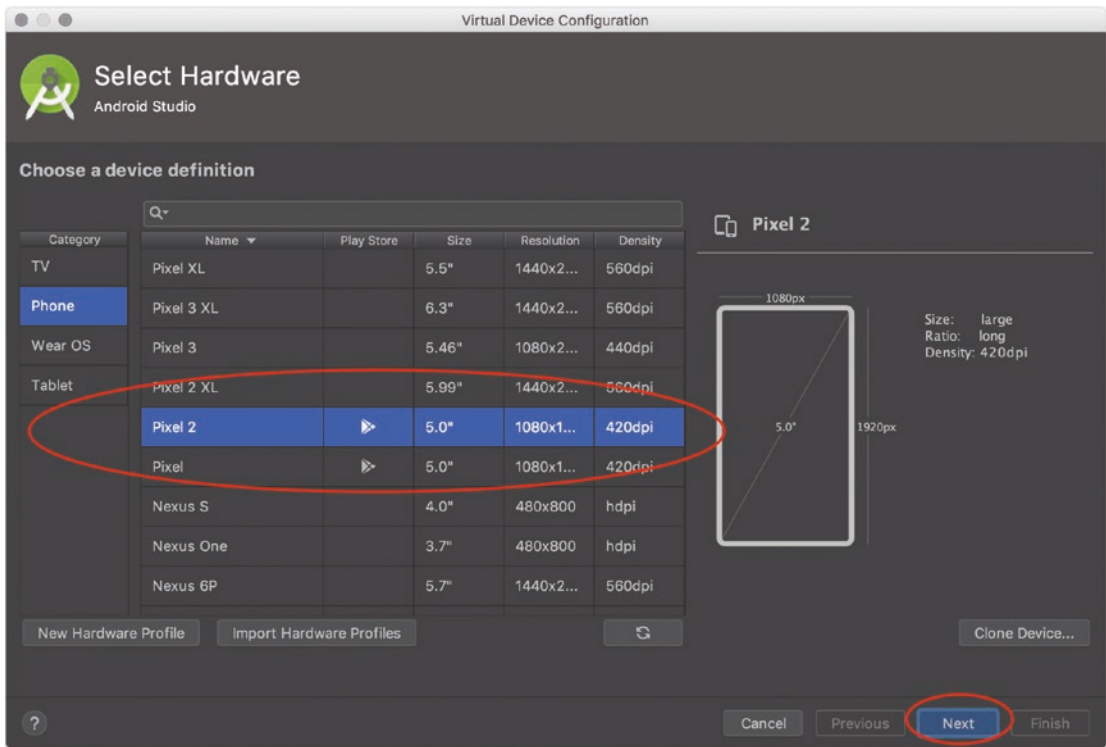 Virtual Device Configuration
Select Hardware
Android Studio
Choose a device definition
Category
TV
Phone
Wear OS
Tablet
Name Play Store Size Resolution Density
Pixel XL 5.5" 1440x2... 560dpi
Pixel 3 XL 6.3" 1440x2... 560dpi
Pixel 3 5.46" 1080x2... 440dpi
Pixel 2 XL 5.99" 1440x2... 560dpi
Pixel 2 5.0" 1080x1... 420dpi
Pixel 5.0" 1080x1... 420dpi
Nexus S 4.0" 480x800 hdpi
Nexus One 3.7" 480x800 hdpi
Nexus 6P 5.7" 1440x2... 560dpi
Pixel 2
1080px
5.0"
1920px
Size: large
Ratio: long
Density: 420dpi
New Hardware Profile
Import Hardware Profiles
Clone Device...
?
Cancel
Previous
Next
Finish